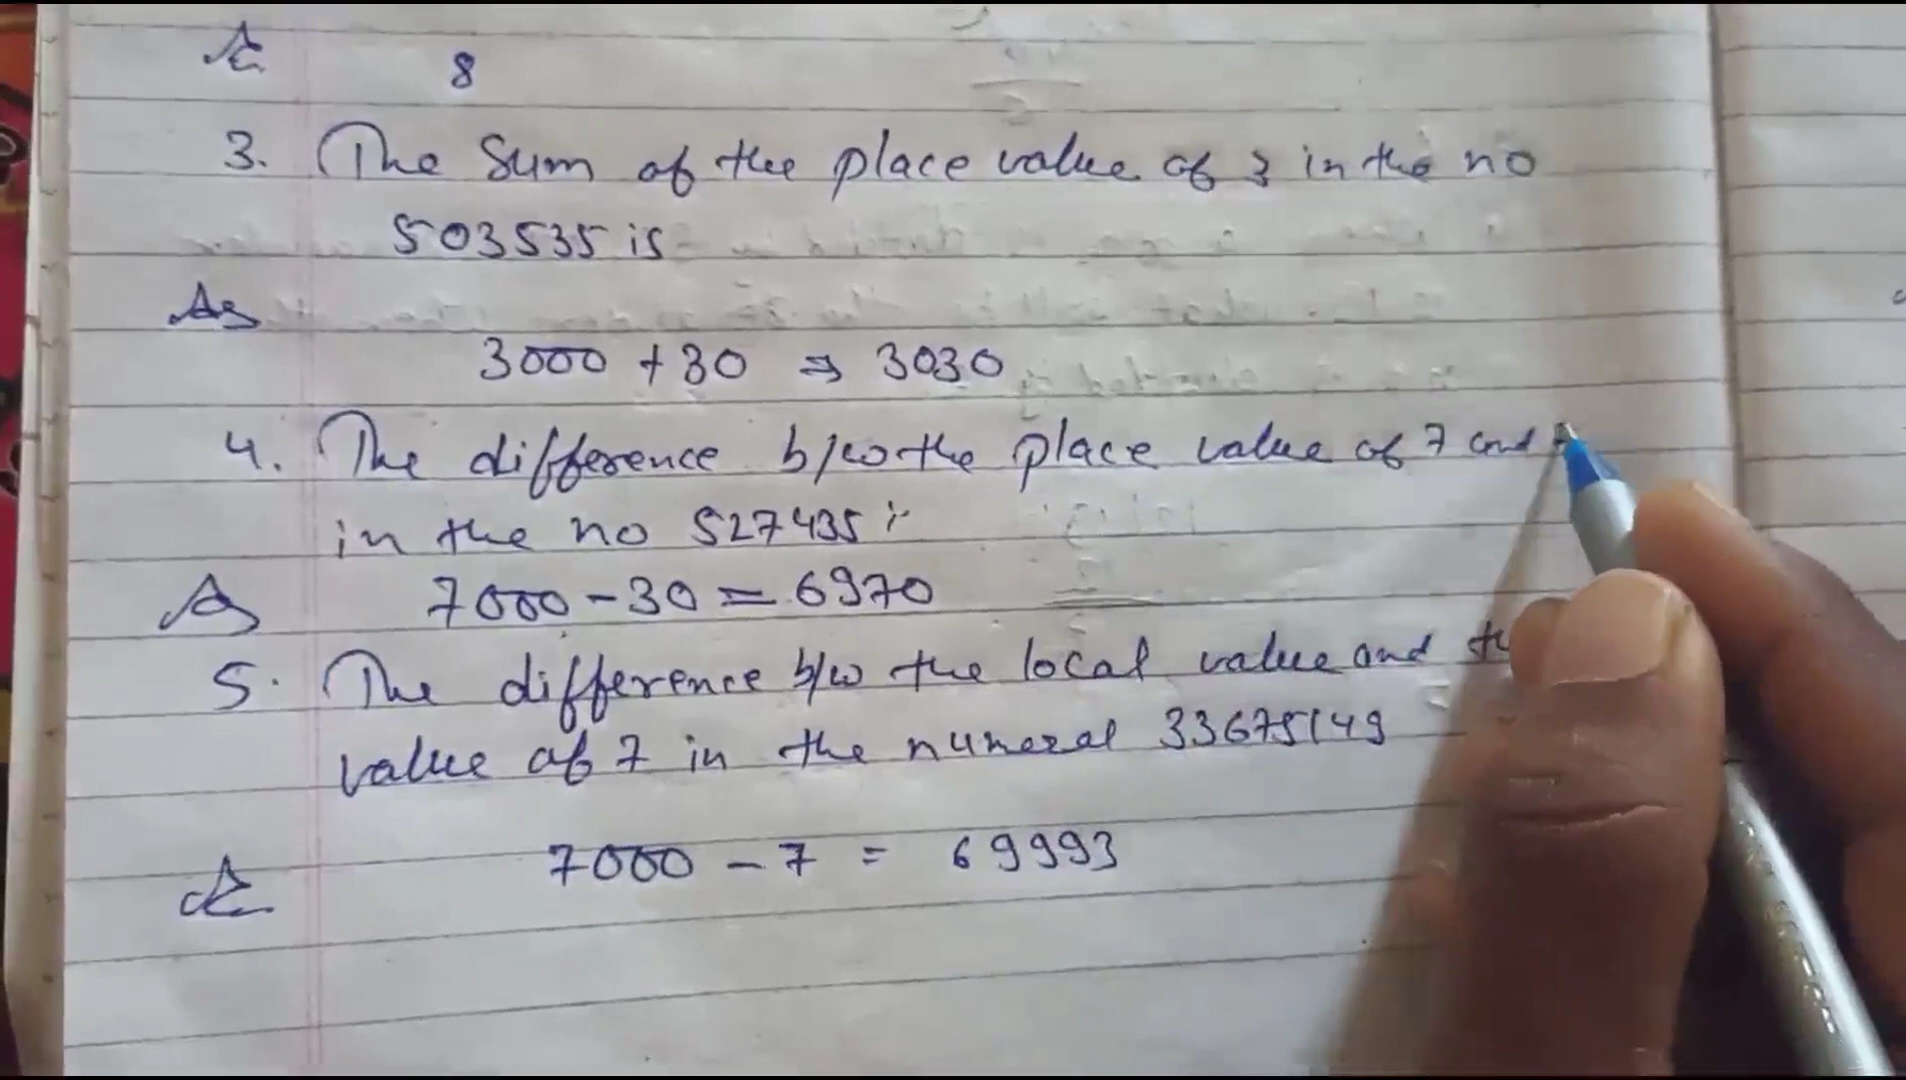 8
3. The Sum of the place value of 3 in the no
503535 is
As
3000 + 30 ⇒ 3030
4. The difference b/w the place value of 7 and
in the no 527435 is
7000 - 30 = 6970
5. The difference b/w the local value and
value of 7 in the numeral 33675149
7000 - 7 = 69993